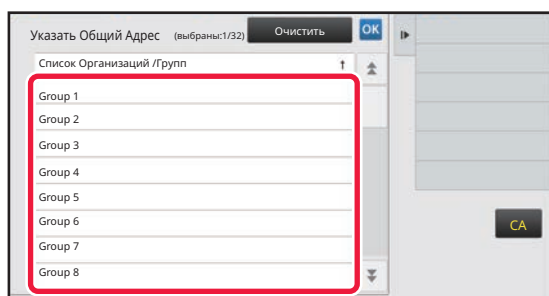 Указать Общий Адрес (выбраны:1/32) Очистить OK
Список Организаций /Групп
Group 1
Group 2
Group 3
Group 4
Group 5
Group 6
Group 7
Group 8
CA